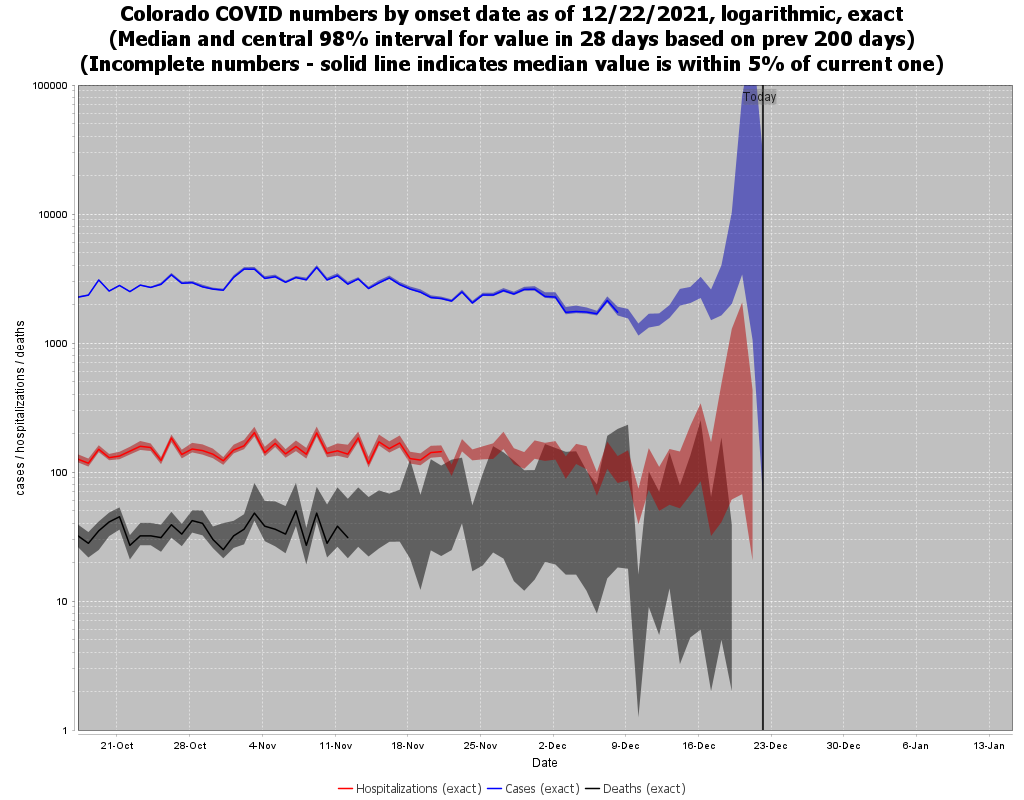 Colorado COVID numbers by onset date as of 12/22/2021, logarithmic, exact
(Median and central 98% interval for value in 28 days based on prev 200 days)
(Incomplete numbers - solid line indicates median value is within 5% of current one)
100000
Today
10000
1000
100
10
1
cases / hospitalizations / deaths
21-Oct 28-Oct 4-Nov 11-Nov 18-Nov 25-Nov 2-Dec 9-Dec 16-Dec 23-Dec 30-Dec 6-Jan 13-Jan
Date
Hospitalizations (exact) Cases (exact) Deaths (exact)